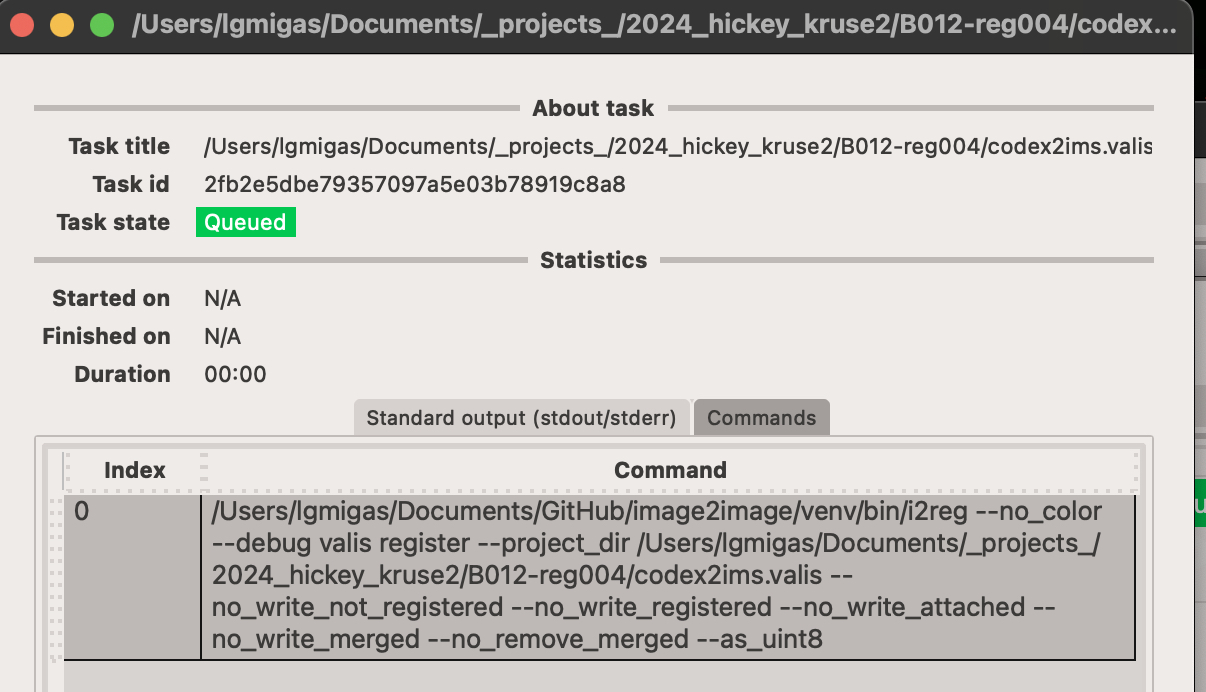 /Users/lgmigas/Documents/_projects_/2024_hickey_kruse2/B012-reg004/codex...
About task
Task title /Users/lgmigas/Documents/_projects_/2024_hickey_kruse2/B012-reg004/codex2ims.valis
Task id 2fb2e5dbe79357097a5e03b78919c8a8
Task state Queued
Statistics
Started on N/A
Finished on N/A
Duration 00:00
Standard output (stdout/stderr) Commands
Index Command
0 /Users/lgmigas/Documents/GitHub/image2image/venv/bin/i2reg --no_color
--debug valis register --project_dir /Users/lgmigas/Documents/_projects_/
2024_hickey_kruse2/B012-reg004/codex2ims.valis --
no_write_not_registered --no_write_registered --no_write_attached --
no_write_merged --no_remove_merged --as_uint8